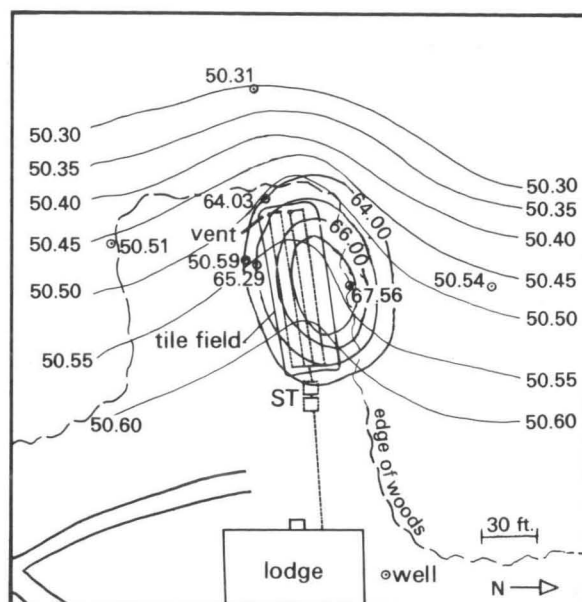 50.31
50.30
50.35
50.40
50.45
50.50
50.55
50.60
64.03
64.00
vent
50.51
50.59
65.29
66.00
67.56
50.54
50.30
50.35
50.40
50.45
50.50
50.55
50.60
tile field
ST
edge of woods
30 ft.
lodge
well
N